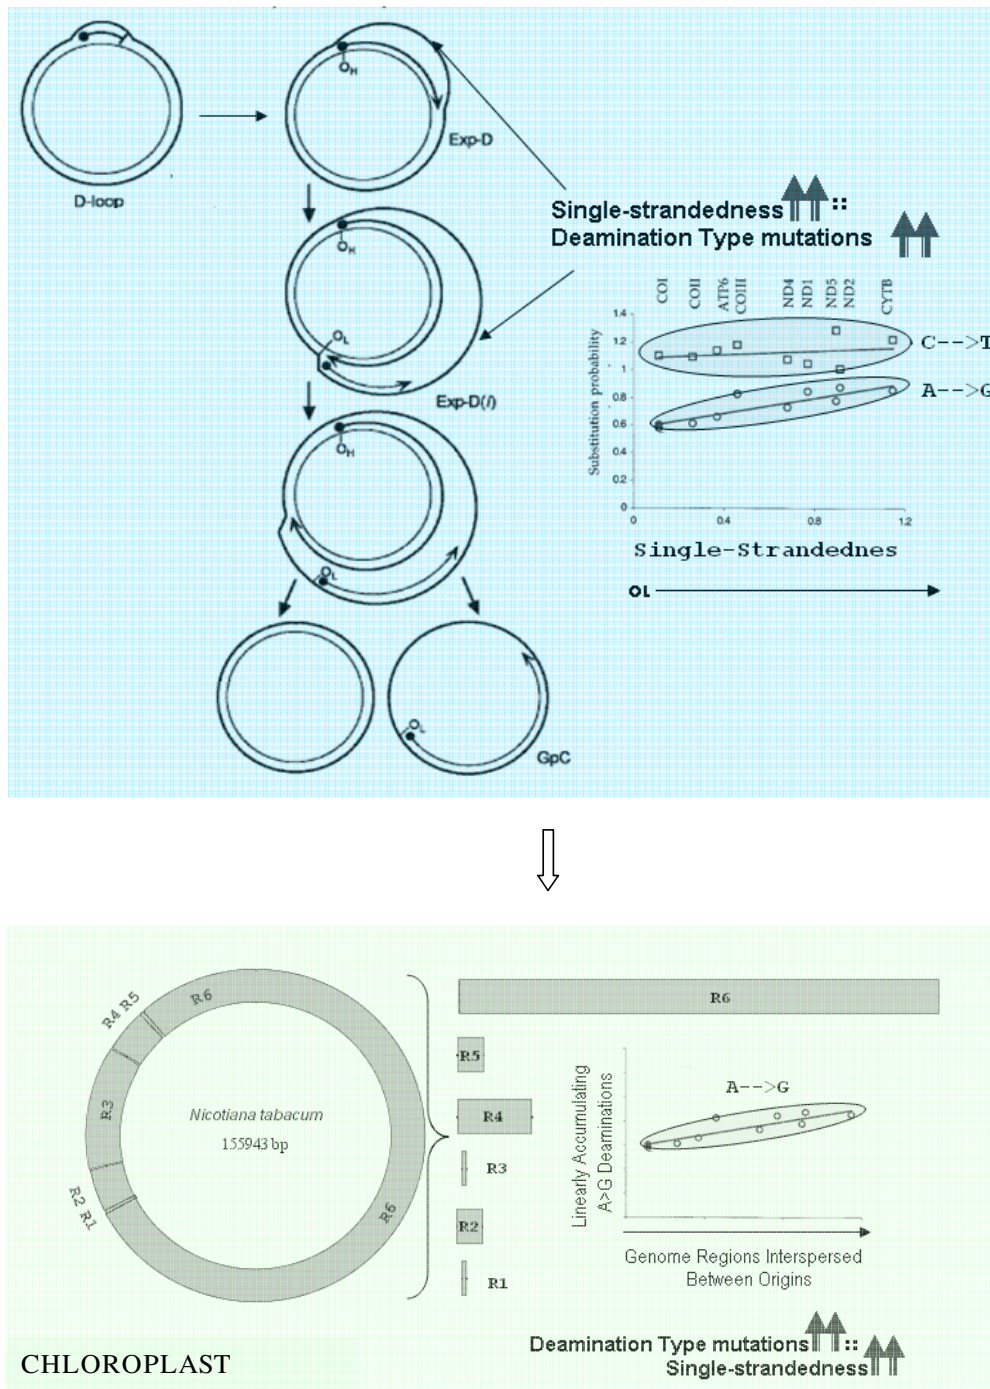 D-loop
OH
Exp-D
Single-strandedness ::
Deamination Type mutations
OH
OL
Exp-D(l)
COI
COII
ATP6
COIII
ND4
ND1
ND5
ND2
CYTB
1.4
1.2
1
0.8
0.6
0.4
0.2
0
Substitution probability
C-->T
A-->G
0
0.4
0.8
1.2
Single-Strandednes
OL
OH
OL
OL
GpC
R6
R4 R5
R3
R2 R1
R6
Nicotiana tabacum
155943 bp
R6
R5
R4
R3
R2
R1
Linearly Accumulating
A>G Deaminations
A-->G
Genome Regions Interspersed
Between Origins
Deamination Type mutations ::
Single-strandedness
CHLOROPLAST